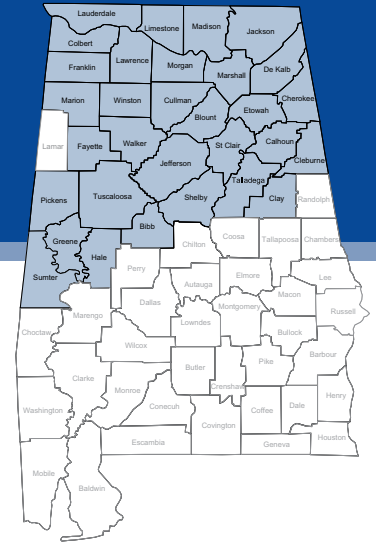 Lauderdale
Limestone
Madison
Jackson
Colbert
Lawrence
Franklin
Morgan
Marshall
De Kalb
Marion
Winston
Cullman
Blount
Etowah
Cherokee
Lamar
Fayette
Walker
Jefferson
St Clair
Calhoun
Cleburne
Talladega
Pickens
Tuscaloosa
Shelby
Clay
Randolph
Bibb
Greene
Hale
Sumter
Chilton
Coosa
Tallapoosa
Chambers
Perry
Autauga
Elmore
Lee
Dallas
Montgomery
Macon
Russell
Choctaw
Marengo
Lowndes
Bullock
Wilcox
Butler
Pike
Barbour
Clarke
Monroe
Crenshaw
Henry
Washington
Conecuh
Covington
Coffee
Dale
Escambia
Geneva
Houston
Mobile
Baldwin